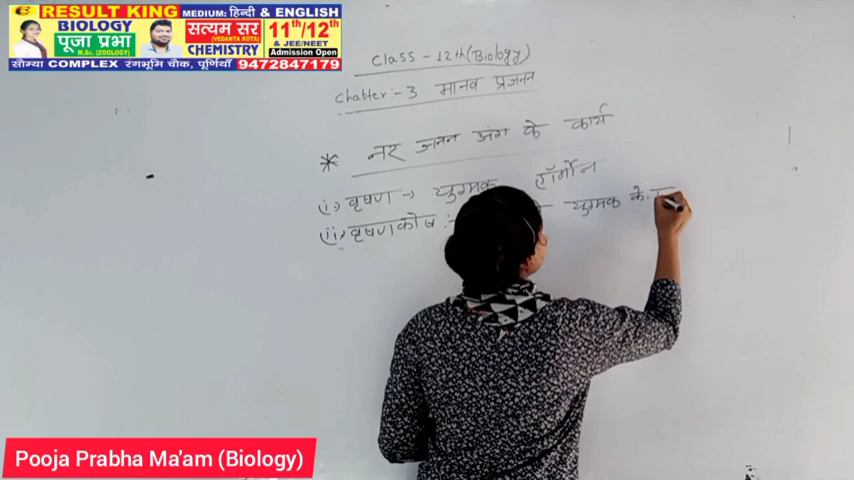 RESULT KING MEDIUM: हिन्दी & ENGLISH
BIOLOGY
पूजा प्रभा
M.Sc. (ZOOLOGY)
सत्यम सर
(VEDANTA KOTA)
CHEMISTRY
11th/12th
& JEE/NEET
Admission Open
सौम्या COMPLEX रंगभूमि चौक, पूर्णियाँ 9472847179
Class - 12th (Biology)
Chapter :- 3 मानव प्रजनन
* नर जनन अंग के कार्य
(i) वृषण → युग्मक हॉर्मोन
(ii) वृषण कोष :- युग्मक के
Pooja Prabha Ma'am (Biology)